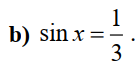 b) sin x = 1/3 .